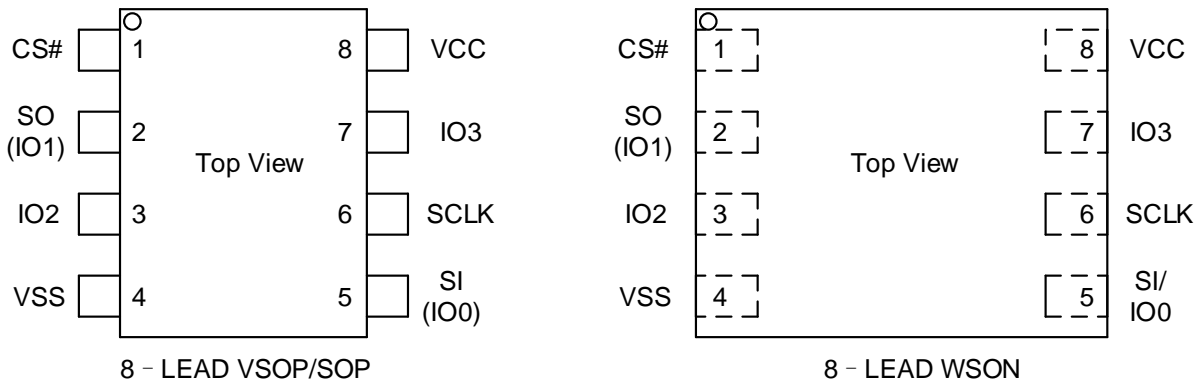 CS#
1
8
VCC
SO
(IO1)
2
7
IO3
Top View
IO2
3
6
SCLK
VSS
4
5
SI
(IO0)
8 - LEAD VSOP/SOP
CS#
1
8
VCC
SO
(IO1)
2
7
IO3
Top View
IO2
3
6
SCLK
VSS
4
5
SI/
IO0
8 - LEAD WSON